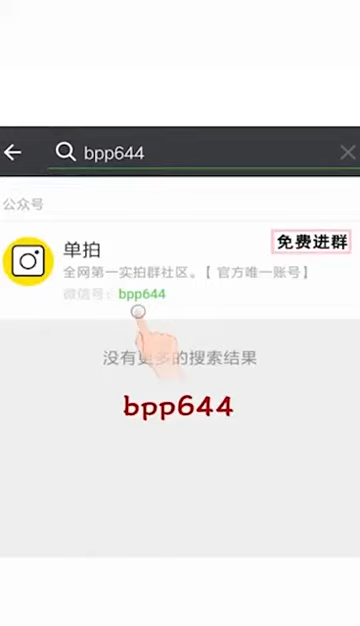 bpp644
公众号
单拍
免费进群
全网第一实拍群社区。【官方唯一账号】
微信号：bpp644
没有更多的搜索结果
bpp644